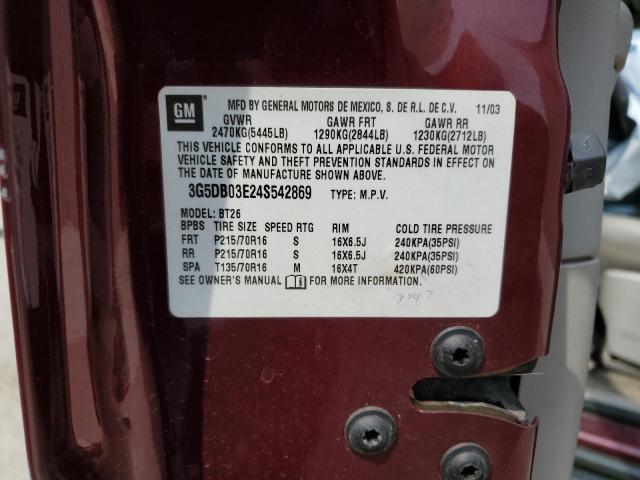 GM
MFD BY GENERAL MOTORS DE MEXICO, S. DE R.L. DE C.V. 11/03
GVWR GAWR FRT GAWR RR
2470KG(5445LB) 1290KG(2844LB) 1230KG(2712LB)
THIS VEHICLE CONFORMS TO ALL APPLICABLE U.S. FEDERAL MOTOR
VEHICLE SAFETY AND THEFT PREVENTION STANDARDS IN EFFECT ON
THE DATE OF MANUFACTURE SHOWN ABOVE.
3G5DB03E24S542869 TYPE: M.P.V.
MODEL: BT26
BPBS TIRE SIZE SPEED RTG RIM COLD TIRE PRESSURE
FRT P215/70R16 S 16X6.5J 240KPA(35PSI)
RR P215/70R16 S 16X6.5J 240KPA(35PSI)
SPA T135/70R16 M 16X4T 420KPA(60PSI)
SEE OWNER'S MANUAL FOR MORE INFORMATION.